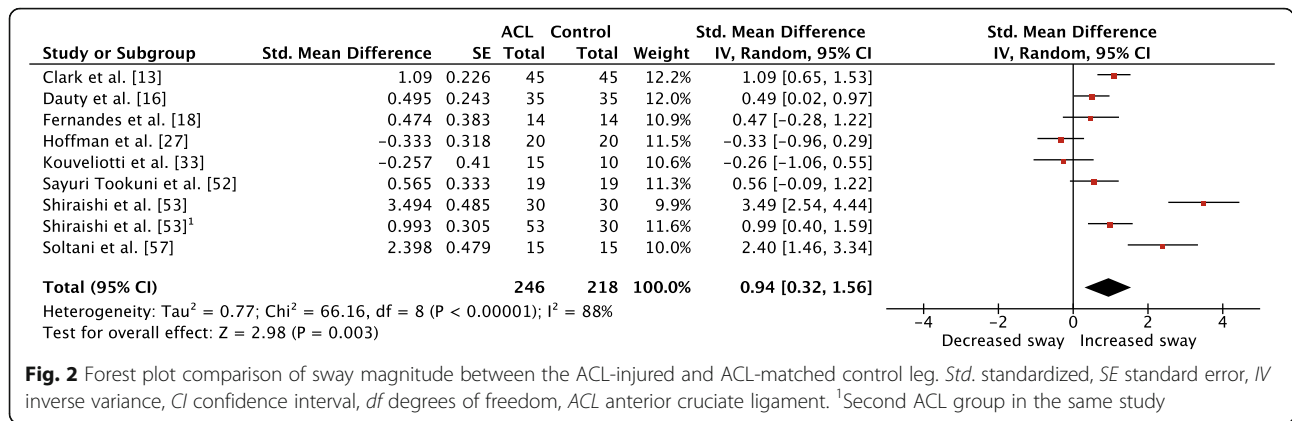 ACL Control Std. Mean Difference Std. Mean Difference
Study or Subgroup Std. Mean Difference SE Total Total Weight IV, Random, 95% CI IV, Random, 95% CI
Clark et al. [13] 1.09 0.226 45 45 12.2% 1.09 [0.65, 1.53]
Dauty et al. [16] 0.495 0.243 35 35 12.0% 0.49 [0.02, 0.97]
Fernandes et al. [18] 0.474 0.383 14 14 10.9% 0.47 [−0.28, 1.22]
Hoffman et al. [27] −0.333 0.318 20 20 11.5% −0.33 [−0.96, 0.29]
Kouveliotti et al. [33] −0.257 0.41 15 10 10.6% −0.26 [−1.06, 0.55]
Sayuri Tookuni et al. [52] 0.565 0.333 19 19 11.3% 0.56 [−0.09, 1.22]
Shiraishi et al. [53] 3.494 0.485 30 30 9.9% 3.49 [2.54, 4.44]
Shiraishi et al. [53]¹ 0.993 0.305 53 30 11.6% 0.99 [0.40, 1.59]
Soltani et al. [57] 2.398 0.479 15 15 10.0% 2.40 [1.46, 3.34]
Total (95% CI) 246 218 100.0% 0.94 [0.32, 1.56]
Heterogeneity: Tau² = 0.77; Chi² = 66.16, df = 8 (P < 0.00001); I² = 88%
Test for overall effect: Z = 2.98 (P = 0.003)
−4 −2 0 2 4
Decreased sway Increased sway
Fig. 2 Forest plot comparison of sway magnitude between the ACL-injured and ACL-matched control leg. Std. standardized, SE standard error, IV
inverse variance, CI confidence interval, df degrees of freedom, ACL anterior cruciate ligament. ¹Second ACL group in the same study